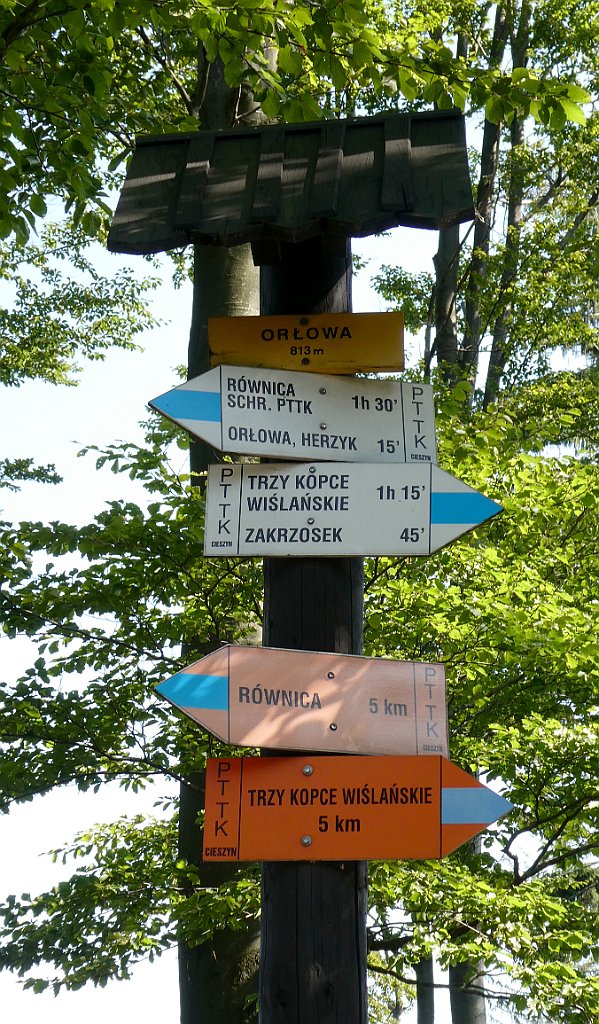 ORŁOWA
813 m
RÓWNICA
SCHR. PTTK 1h 30'
ORŁOWA, HERZYK 15'
PTTK
CIESZYN
PTTK
CIESZYN
TRZY KOPCE
WIŚLAŃSKIE 1h 15'
ZAKRZOSEK 45'
RÓWNICA 5 km
PTTK
CIESZYN
PTTK
CIESZYN
TRZY KOPCE WIŚLAŃSKIE
5 km